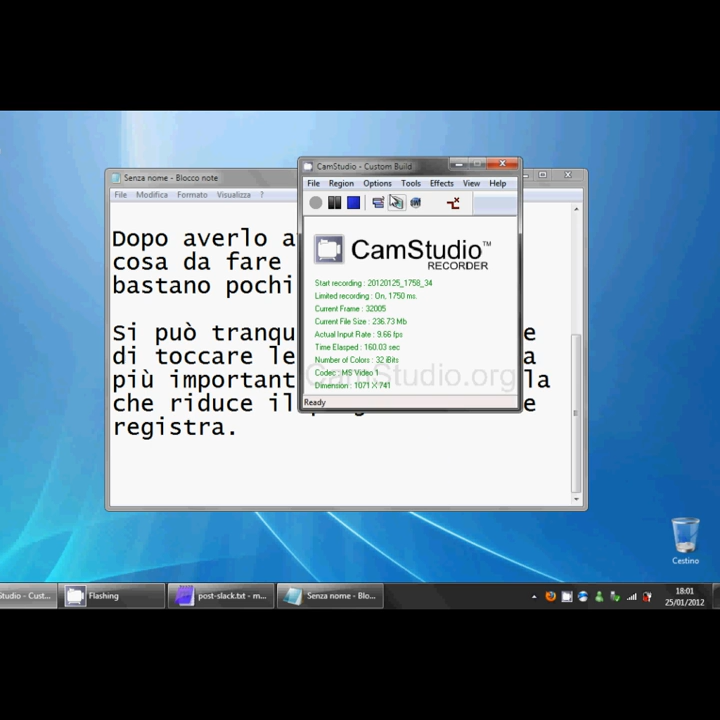 Senza nome - Blocco note
File Modifica Formato Visualizza ?
Dopo averlo a
cosa da fare
bastano pochi
Si può tranqu e
di toccare le a
più important la
che riduce il e
registra.
CamStudio - Custom Build
File Region Options Tools Effects View Help
CamStudio™
RECORDER
Start recording : 20120125_1758_34
Limited recording : On, 1750 ms.
Current Frame : 32005
Current File Size : 236.73 Mb
Actual Input Rate : 9.66 fps
Time Elasped : 160.03 sec
Number of Colors : 32 Bits
Codec : MS Video 1
Dimension : 1071 X 741
CamStudio.org
Ready
Cestino
Studio - Cust...
Flashing
post-slack.txt - m...
Senza nome - Blo...
18:01
25/01/2012